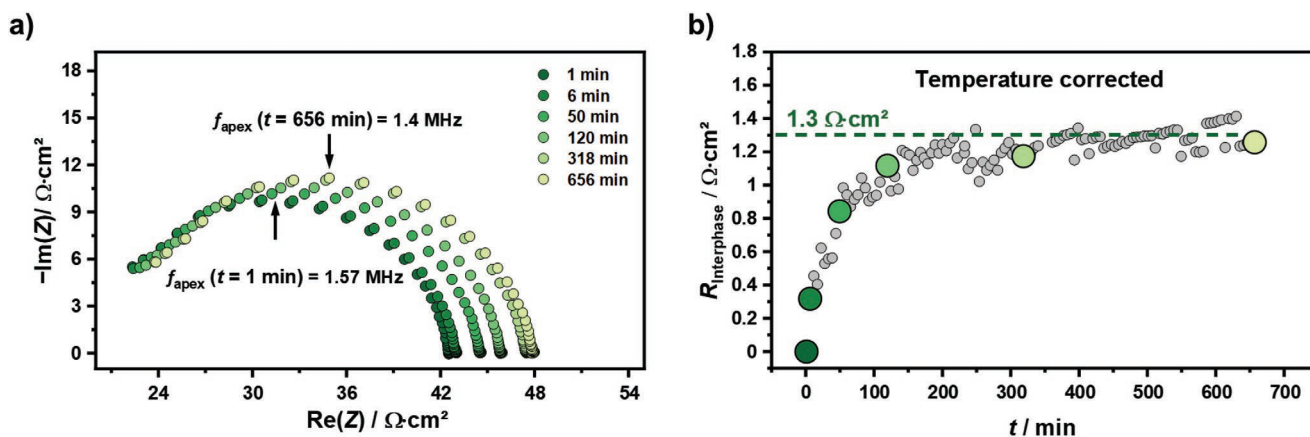 a)
−Im(Z)/ Ω·cm²
18
15
12
9
6
3
0
24
30
36
42
48
54
Re(Z) / Ω·cm²
f_apex (t = 656 min) = 1.4 MHz
f_apex (t = 1 min) = 1.57 MHz
1 min
6 min
50 min
120 min
318 min
656 min
b)
R_Interphase / Ω·cm²
1.8
1.6
1.4
1.2
1.0
0.8
0.6
0.4
0.2
0
0
100
200
300
400
500
600
700
t / min
Temperature corrected
1.3 Ω·cm²